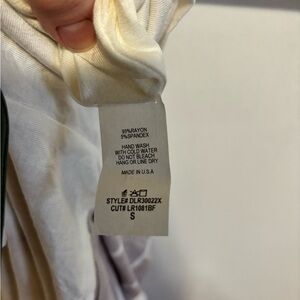 95%RAYON
5%SPANDEX
HAND WASH
WITH COLD WATER
DO NOT BLEACH
HANG OR LINE DRY
MADE IN U.S.A
STYLE# DLR30022X
CUT# LR1081BF
S